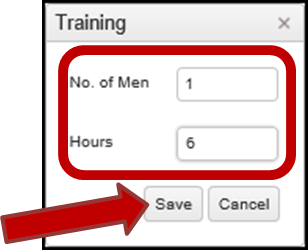 Training ×
No. of Men 1
Hours 6
Save Cancel